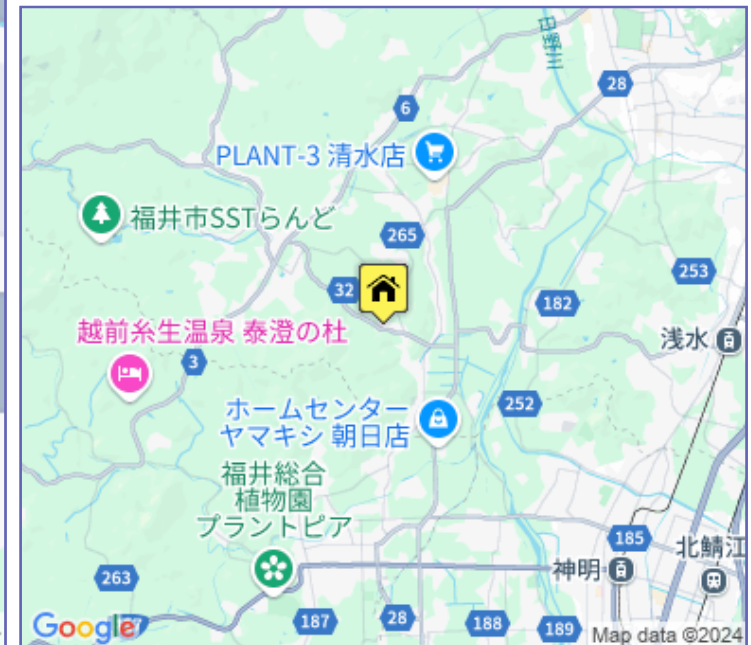 日野川
28
6
PLANT-3 清水店
福井市SSTらんど
265
253
32
182
越前糸生温泉 泰澄の杜
浅水
3
252
ホームセンター
ヤマキシ 朝日店
福井総合
植物園
プラントピア
185
北鯖江
神明
263
187
28
188
189
Google
Map data ©2024